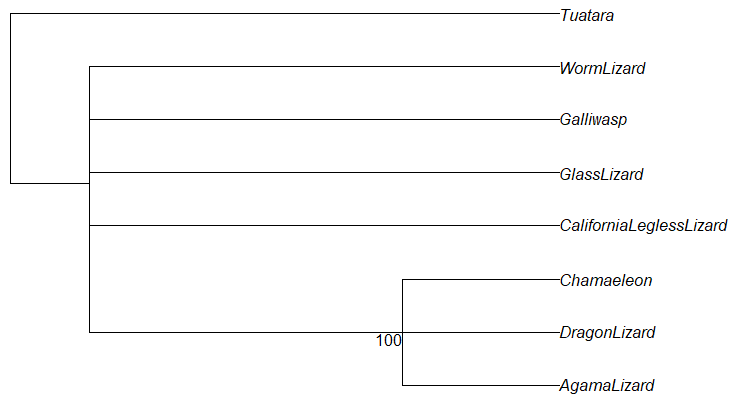 Tuatara
WormLizard
Galliwasp
GlassLizard
CaliforniaLeglessLizard
Chamaeleon
DragonLizard
100
AgamaLizard